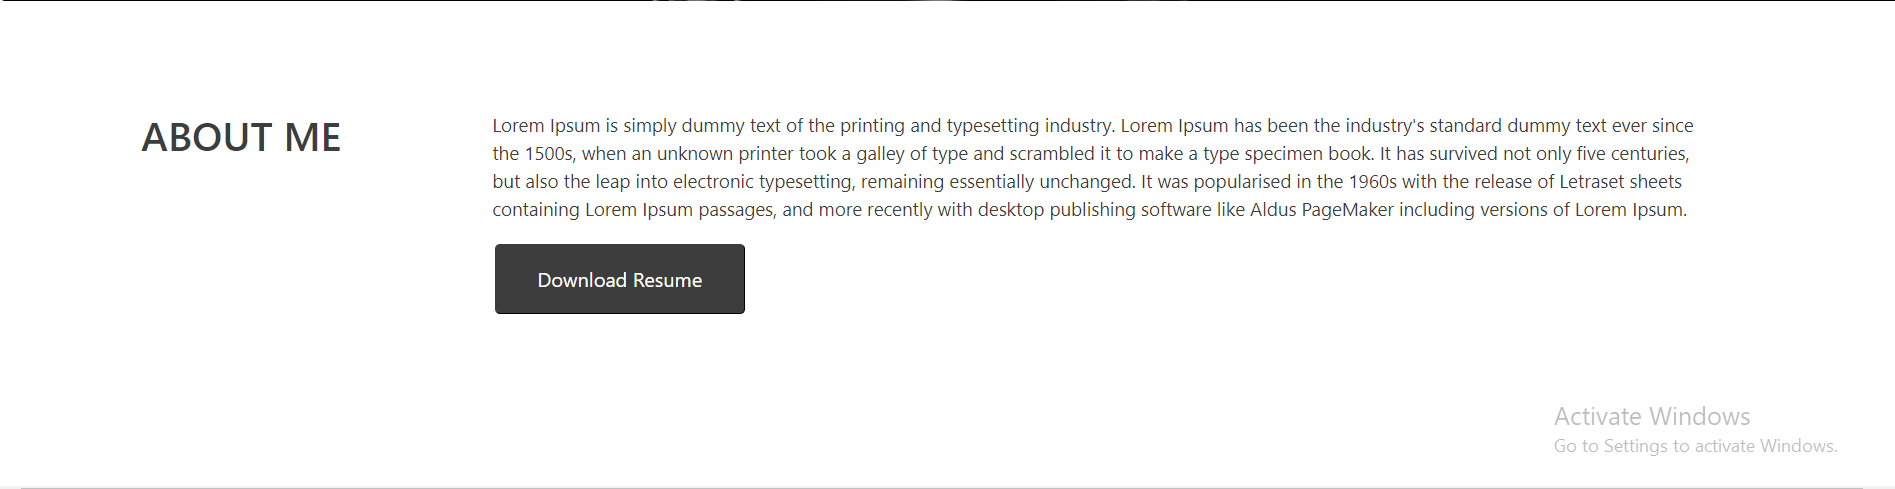 ABOUT ME
Lorem Ipsum is simply dummy text of the printing and typesetting industry. Lorem Ipsum has been the industry's standard dummy text ever since
the 1500s, when an unknown printer took a galley of type and scrambled it to make a type specimen book. It has survived not only five centuries,
but also the leap into electronic typesetting, remaining essentially unchanged. It was popularised in the 1960s with the release of Letraset sheets
containing Lorem Ipsum passages, and more recently with desktop publishing software like Aldus PageMaker including versions of Lorem Ipsum.
Download Resume
Activate Windows
Go to Settings to activate Windows.